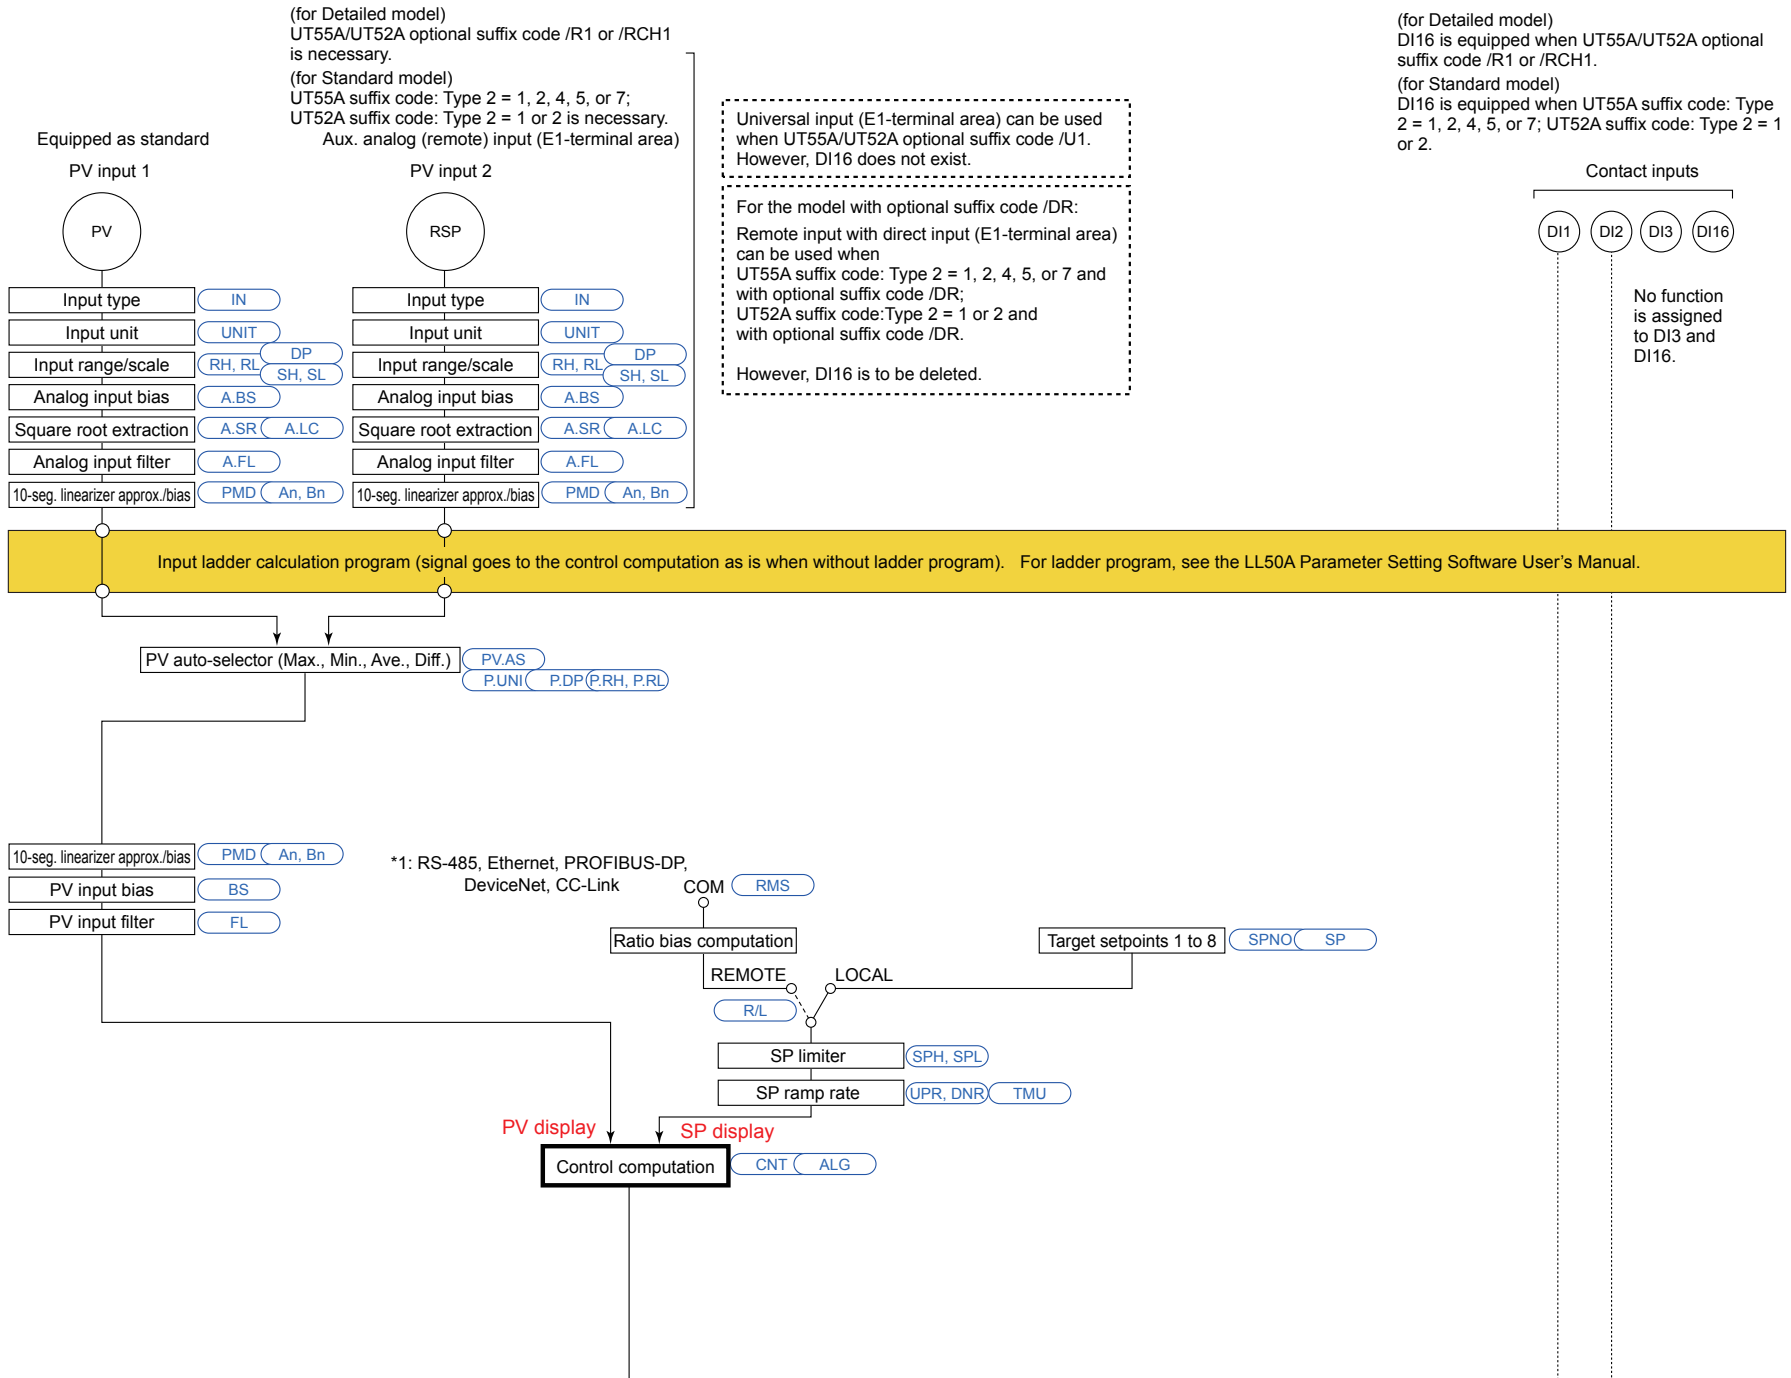 (for Detailed model)
UT55A/UT52A optional suffix code /R1 or /RCH1
is necessary.
(for Standard model)
UT55A suffix code: Type 2 = 1, 2, 4, 5, or 7;
UT52A suffix code: Type 2 = 1 or 2 is necessary.
Equipped as standard
Aux. analog (remote) input (E1-terminal area)
PV input 1
PV input 2
PV
RSP
Universal input (E1-terminal area) can be used
when UT55A/UT52A optional suffix code /U1.
However, DI16 does not exist.
For the model with optional suffix code /DR:
Remote input with direct input (E1-terminal area)
can be used when
UT55A suffix code: Type 2 = 1, 2, 4, 5, or 7 and
with optional suffix code /DR;
UT52A suffix code:Type 2 = 1 or 2 and
with optional suffix code /DR.
However, DI16 is to be deleted.
(for Detailed model)
DI16 is equipped when UT55A/UT52A optional
suffix code /R1 or /RCH1.
(for Standard model)
DI16 is equipped when UT55A suffix code: Type
2 = 1, 2, 4, 5, or 7; UT52A suffix code: Type 2 = 1
or 2.
Contact inputs
DI1 DI2 DI3 DI16
No function
is assigned
to DI3 and
DI16.
Input type IN
Input unit UNIT
Input range/scale RH, RL DP SH, SL
Analog input bias A.BS
Square root extraction A.SR A.LC
Analog input filter A.FL
10-seg. linearizer approx./bias PMD An, Bn
Input type IN
Input unit UNIT
Input range/scale RH, RL DP SH, SL
Analog input bias A.BS
Square root extraction A.SR A.LC
Analog input filter A.FL
10-seg. linearizer approx./bias PMD An, Bn
Input ladder calculation program (signal goes to the control computation as is when without ladder program). For ladder program, see the LL50A Parameter Setting Software User's Manual.
PV auto-selector (Max., Min., Ave., Diff.) PV.AS
P.UNI P.DP P.RH, P.RL
10-seg. linearizer approx./bias PMD An, Bn
PV input bias BS
PV input filter FL
*1: RS-485, Ethernet, PROFIBUS-DP,
DeviceNet, CC-Link
COM RMS
Ratio bias computation
Target setpoints 1 to 8 SPNO SP
REMOTE LOCAL
R/L
SP limiter SPH, SPL
SP ramp rate UPR, DNR TMU
PV display SP display
Control computation CNT ALG